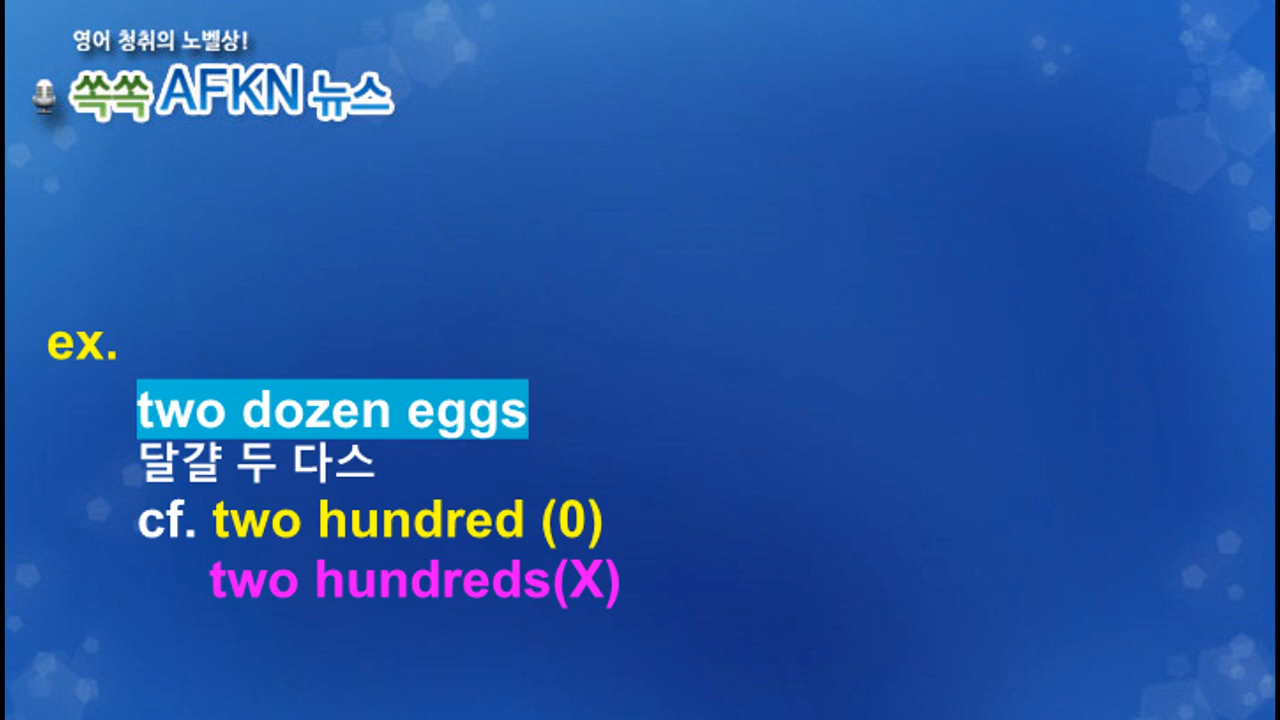 영어 청취의 노벨상!
쏙쏙 AFKN 뉴스
ex.
two dozen eggs
달걀 두 다스
cf. two hundred (0)
two hundreds(X)